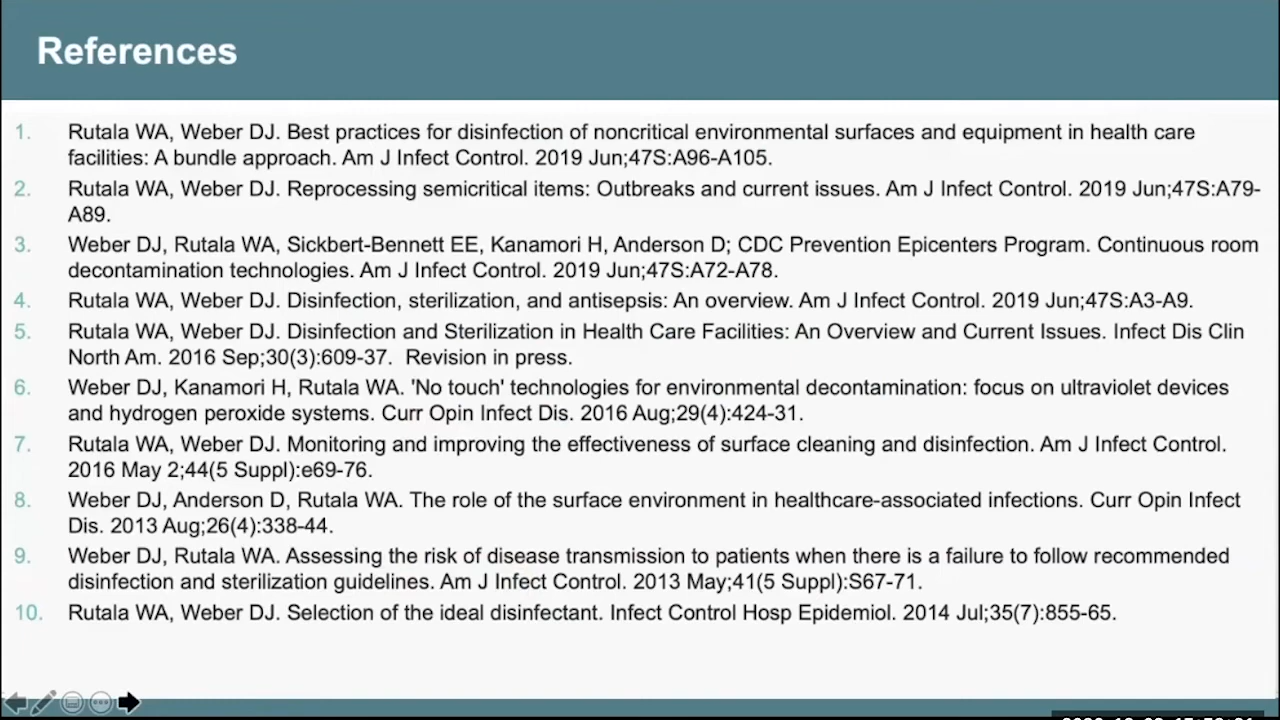 References
1. Rutala WA, Weber DJ. Best practices for disinfection of noncritical environmental surfaces and equipment in health care
facilities: A bundle approach. Am J Infect Control. 2019 Jun;47S:A96-A105.
2. Rutala WA, Weber DJ. Reprocessing semicritical items: Outbreaks and current issues. Am J Infect Control. 2019 Jun;47S:A79-
A89.
3. Weber DJ, Rutala WA, Sickbert-Bennett EE, Kanamori H, Anderson D; CDC Prevention Epicenters Program. Continuous room
decontamination technologies. Am J Infect Control. 2019 Jun;47S:A72-A78.
4. Rutala WA, Weber DJ. Disinfection, sterilization, and antisepsis: An overview. Am J Infect Control. 2019 Jun;47S:A3-A9.
5. Rutala WA, Weber DJ. Disinfection and Sterilization in Health Care Facilities: An Overview and Current Issues. Infect Dis Clin
North Am. 2016 Sep;30(3):609-37. Revision in press.
6. Weber DJ, Kanamori H, Rutala WA. 'No touch' technologies for environmental decontamination: focus on ultraviolet devices
and hydrogen peroxide systems. Curr Opin Infect Dis. 2016 Aug;29(4):424-31.
7. Rutala WA, Weber DJ. Monitoring and improving the effectiveness of surface cleaning and disinfection. Am J Infect Control.
2016 May 2;44(5 Suppl):e69-76.
8. Weber DJ, Anderson D, Rutala WA. The role of the surface environment in healthcare-associated infections. Curr Opin Infect
Dis. 2013 Aug;26(4):338-44.
9. Weber DJ, Rutala WA. Assessing the risk of disease transmission to patients when there is a failure to follow recommended
disinfection and sterilization guidelines. Am J Infect Control. 2013 May;41(5 Suppl):S67-71.
10. Rutala WA, Weber DJ. Selection of the ideal disinfectant. Infect Control Hosp Epidemiol. 2014 Jul;35(7):855-65.